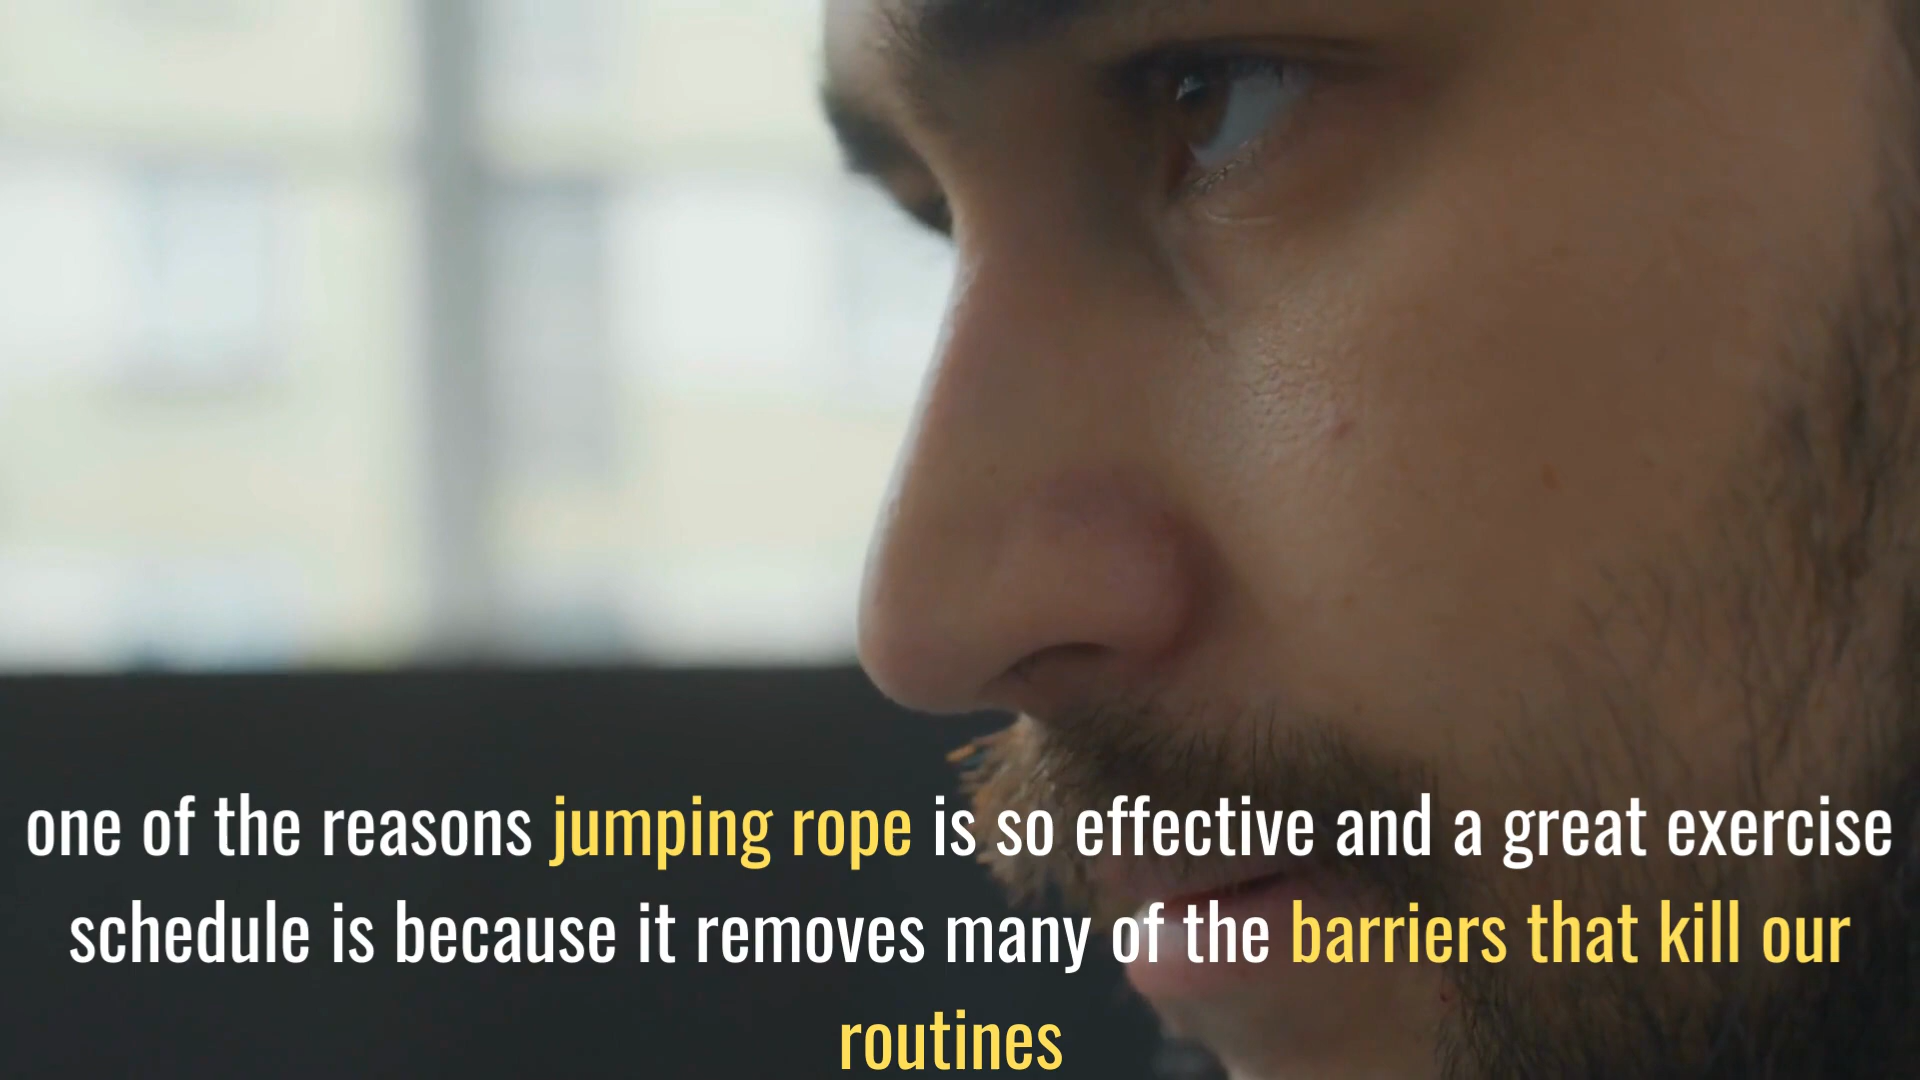 one of the reasons jumping rope is so effective and a great exercise
schedule is because it removes many of the barriers that kill our
routines